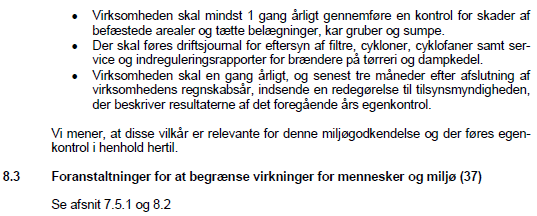 • Virksomheden skal mindst 1 gang årligt gennemføre en kontrol for skader af
befæstede arealer og tætte belægninger, kar gruber og sumpe.
• Der skal føres driftsjournal for eftersyn af filtre, cykloner, cyklofaner samt ser-
vice og indreguleringsrapporter for brændere på tørreri og dampkedel.
• Virksomheden skal en gang årligt, og senest tre måneder efter afslutning af
virksomhedens regnskabsår, indsende en redegørelse til tilsynsmyndigheden,
der beskriver resultaterne af det foregående års egenkontrol.
Vi mener, at disse vilkår er relevante for denne miljøgodkendelse og der føres egen-
kontrol i henhold hertil.
8.3 Foranstaltninger for at begrænse virkninger for mennesker og miljø (37)
Se afsnit 7.5.1 og 8.2